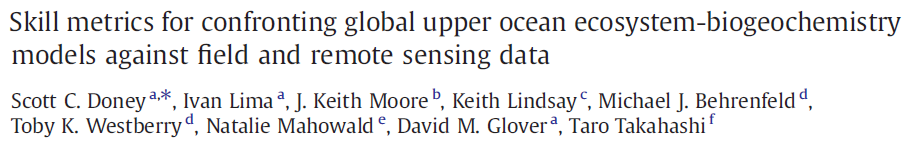 Skill metrics for confronting global upper ocean ecosystem-biogeochemistry
models against field and remote sensing data
Scott C. Doney a,*, Ivan Lima a, J. Keith Moore b, Keith Lindsay c, Michael J. Behrenfeld d,
Toby K. Westberry d, Natalie Mahowald e, David M. Glover a, Taro Takahashi f